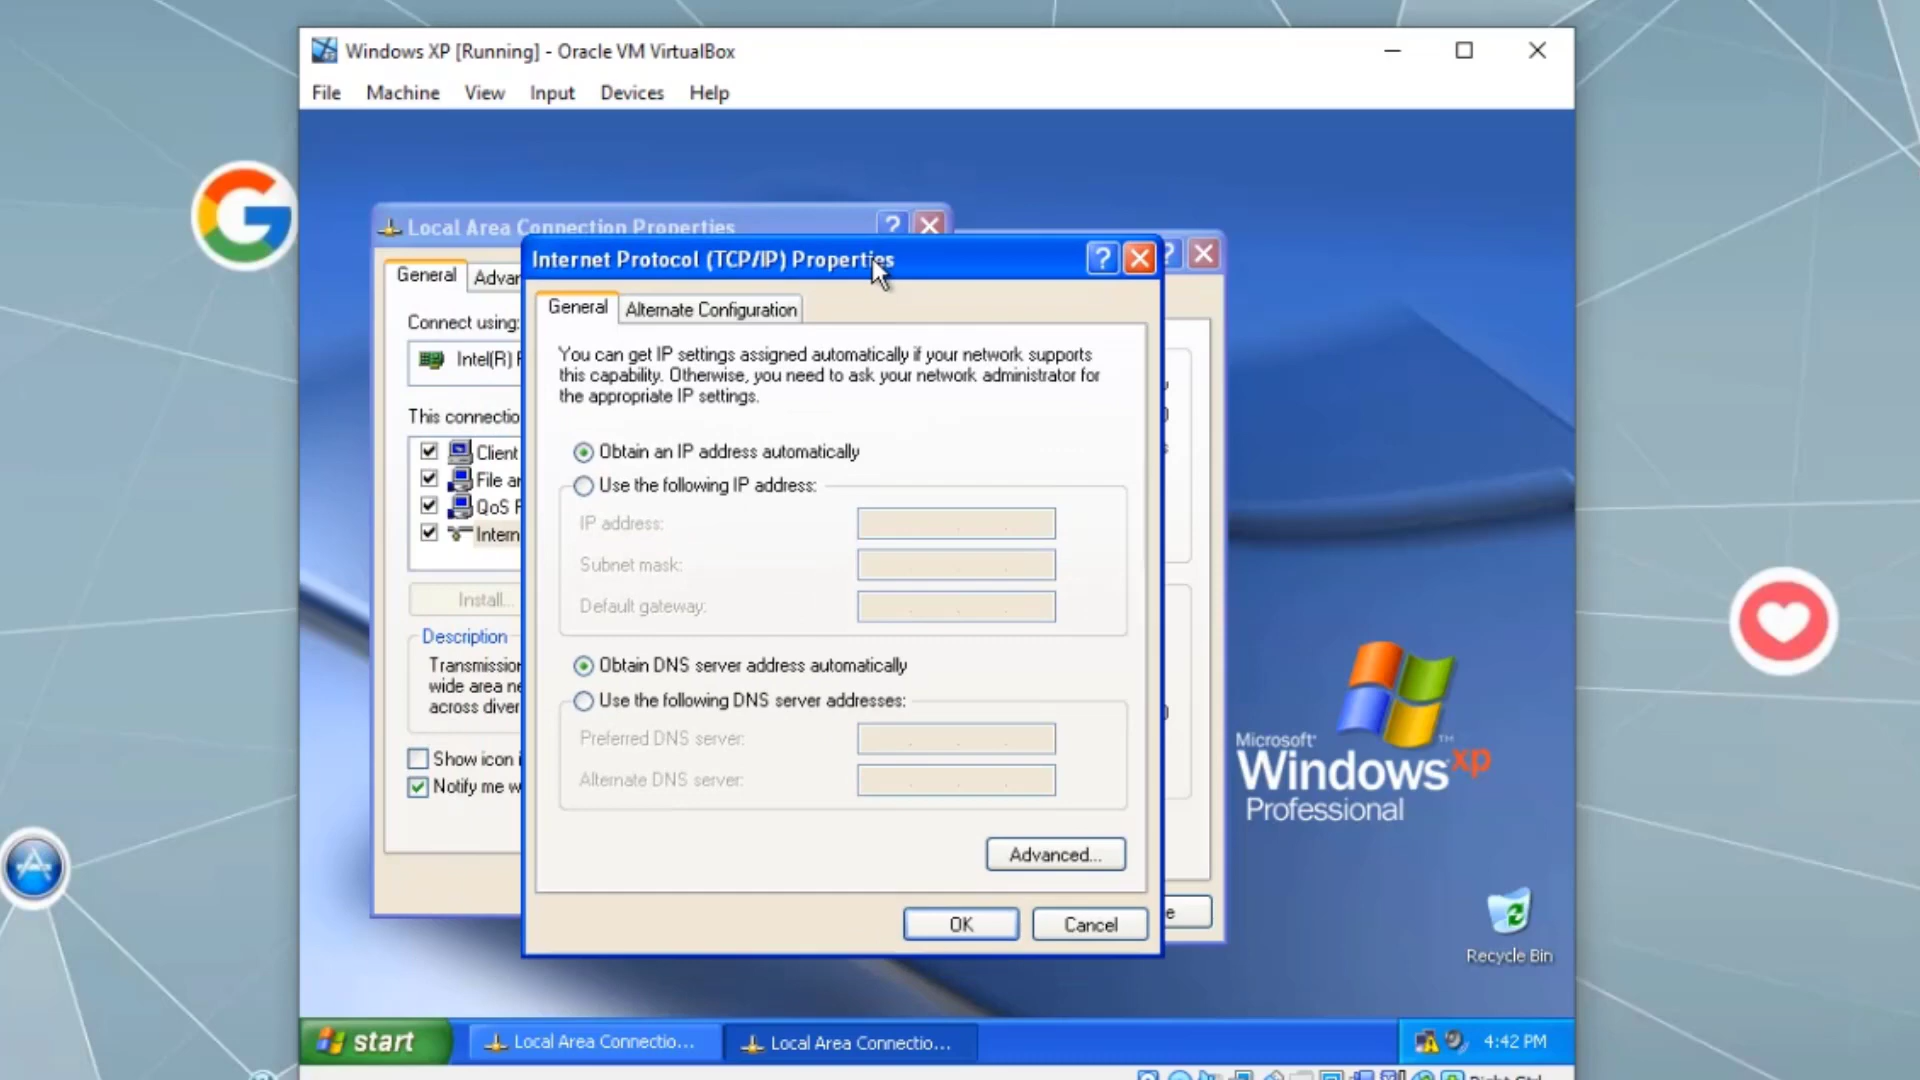 Windows XP [Running] - Oracle VM VirtualBox
File Machine View Input Devices Help
Local Area Connection Properties
Internet Protocol (TCP/IP) Properties
General
Connect using:
Intel(R)
This connectio
Client
File ar
QoS
Intern
Install...
Description
Transmission
wide area ne
across diver
Show icon i
Notify me w
General Alternate Configuration
You can get IP settings assigned automatically if your network supports
this capability. Otherwise, you need to ask your network administrator for
the appropriate IP settings.
Obtain an IP address automatically
Use the following IP address:
IP address:
Subnet mask:
Default gateway:
Obtain DNS server address automatically
Use the following DNS server addresses:
Preferred DNS server:
Alternate DNS server:
Advanced...
OK Cancel
Microsoft
Windows xp
Professional
Recycle Bin
start Local Area Connectio... Local Area Connectio... 4:42 PM